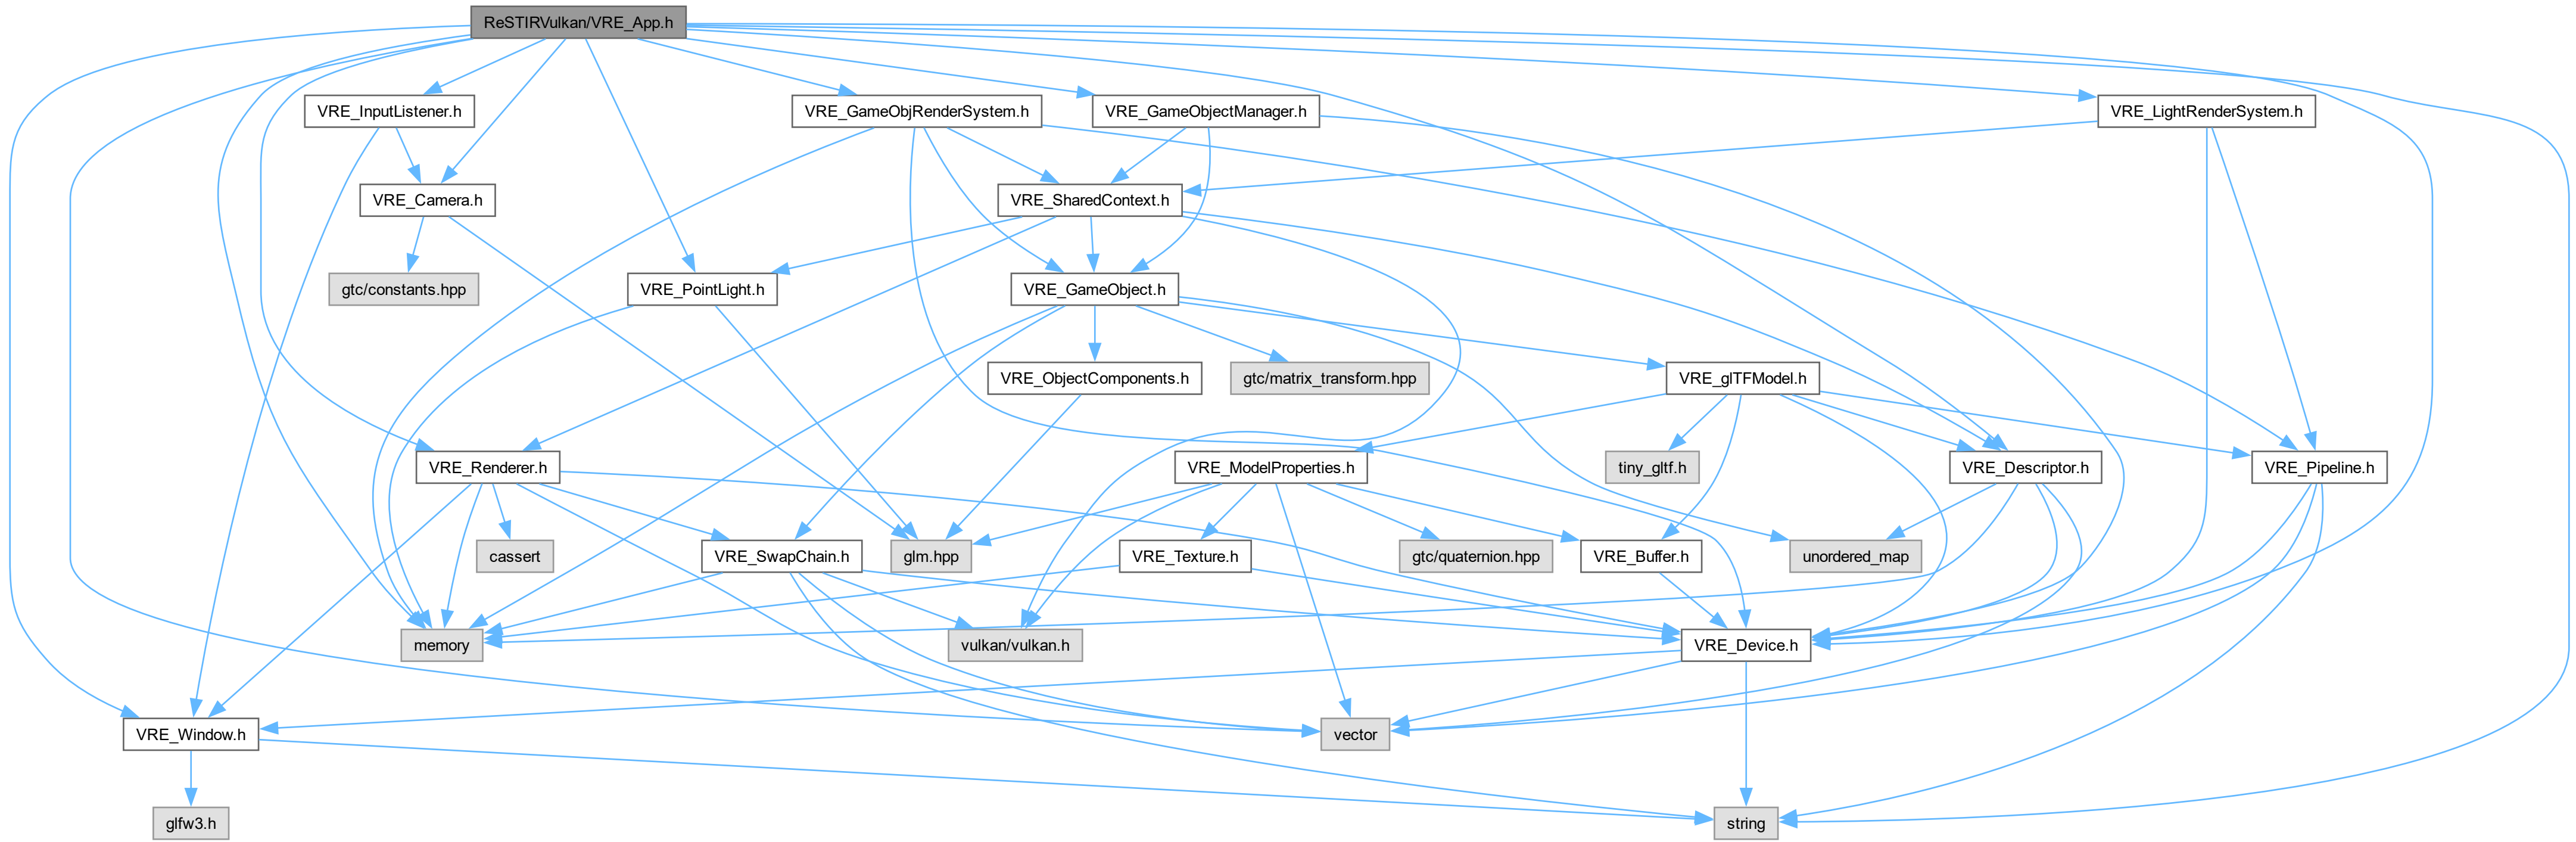 ReSTIRVulkan/VRE_App.h
VRE_InputListener.h
VRE_GameObjRenderSystem.h
VRE_GameObjectManager.h
VRE_LightRenderSystem.h
VRE_Camera.h
VRE_SharedContext.h
gtc/constants.hpp
VRE_PointLight.h
VRE_GameObject.h
VRE_ObjectComponents.h
gtc/matrix_transform.hpp
VRE_glTFModel.h
VRE_Renderer.h
VRE_ModelProperties.h
tiny_gltf.h
VRE_Descriptor.h
VRE_Pipeline.h
cassert
VRE_SwapChain.h
glm.hpp
VRE_Texture.h
gtc/quaternion.hpp
VRE_Buffer.h
unordered_map
memory
vulkan/vulkan.h
VRE_Device.h
VRE_Window.h
vector
glfw3.h
string